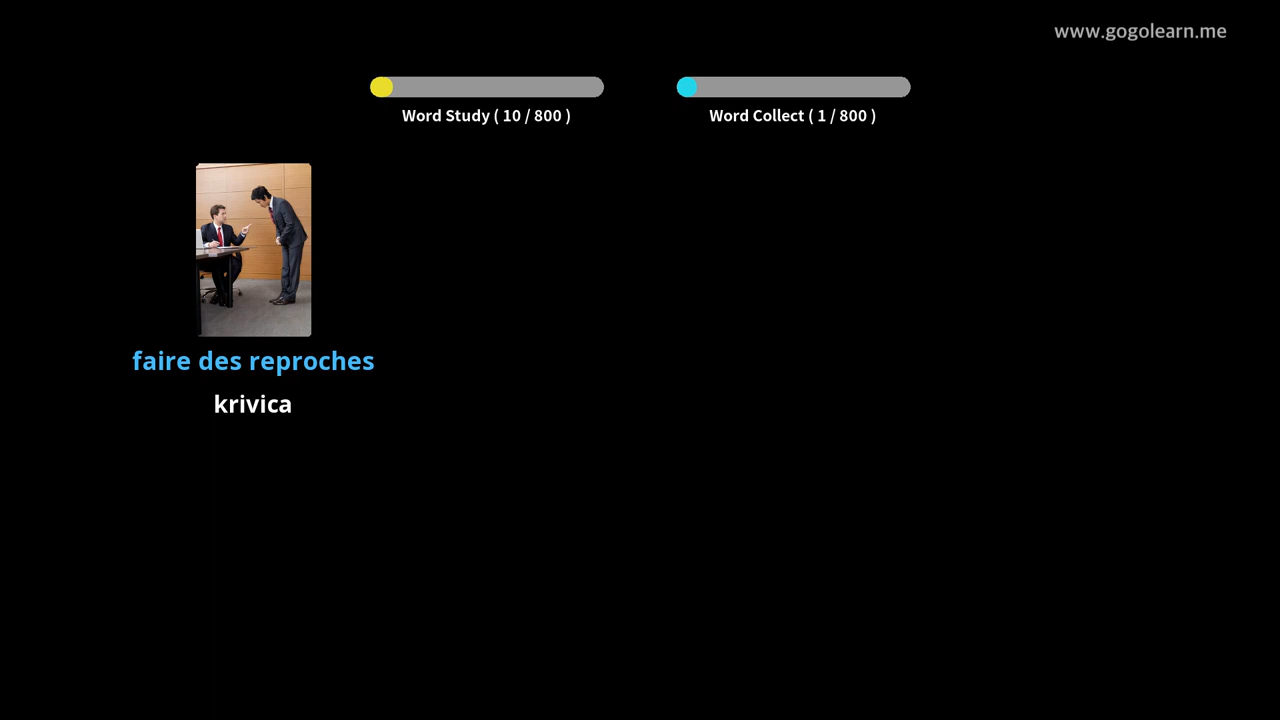 www.gogolearn.me
Word Study ( 10 / 800 )
Word Collect ( 1 / 800 )
faire des reproches
krivica